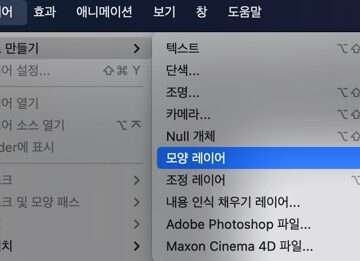 어 효과 애니메이션 보기 창 도움말
만들기
텍스트
어 설정...
단색...
조명...
어 열기
카메라...
어 소스 열기
Null 개체
der에 표시
모양 레이어
조정 레이어
크
내용 인식 채우기 레이어...
크 및 모양 패스
Adobe Photoshop 파일...
치
Maxon Cinema 4D 파일...